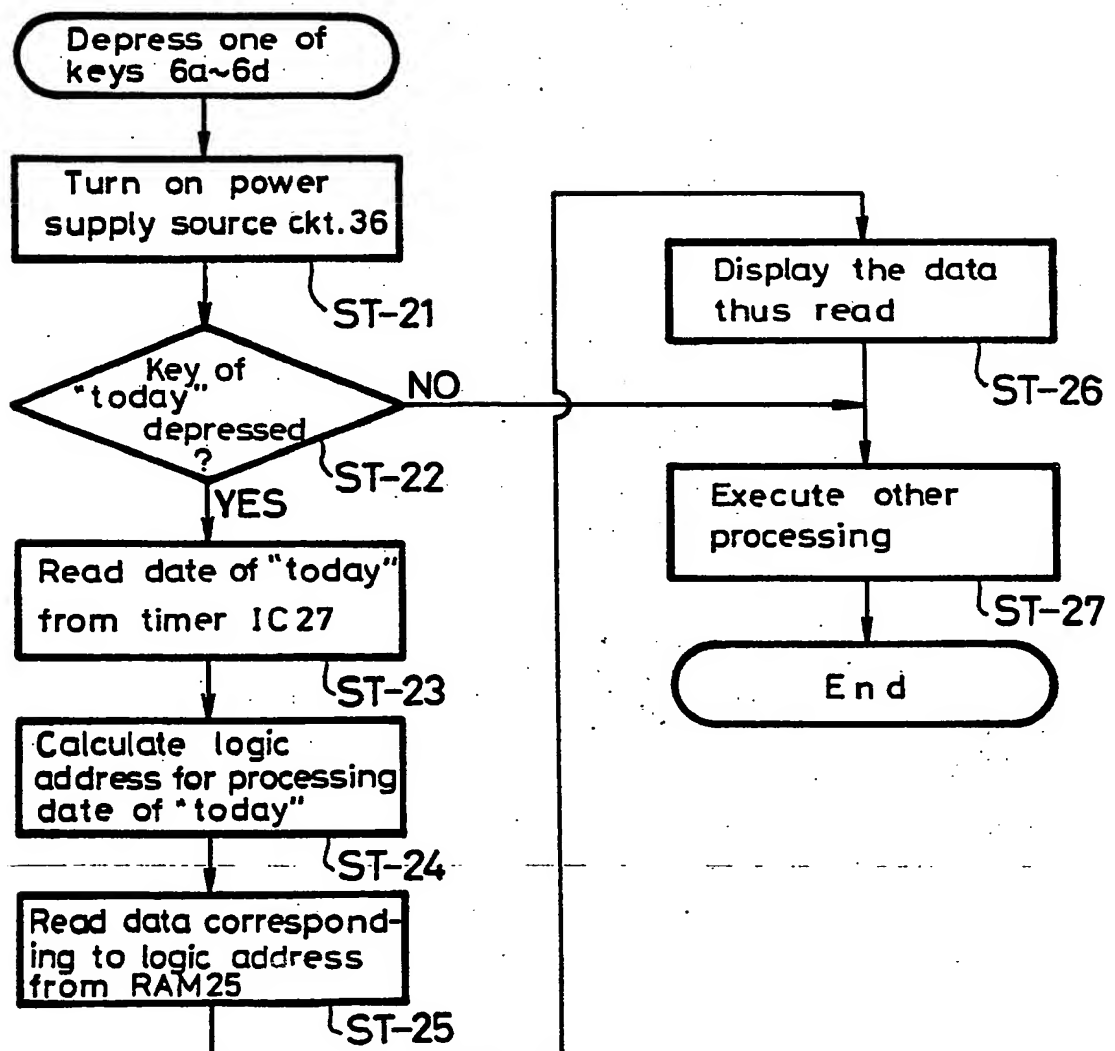 Depress one of
keys 6a~6d
Turn on power
supply source ckt.36
ST-21
Key of
"today"
depressed
?
NO
ST-22
YES
Read date of "today"
from timer IC27
ST-23
Calculate logic
address for processing
date of "today"
ST-24
Read data correspond-
ing to logic address
from RAM25
ST-25
Display the data
thus read
ST-26
Execute other
processing
ST-27
End